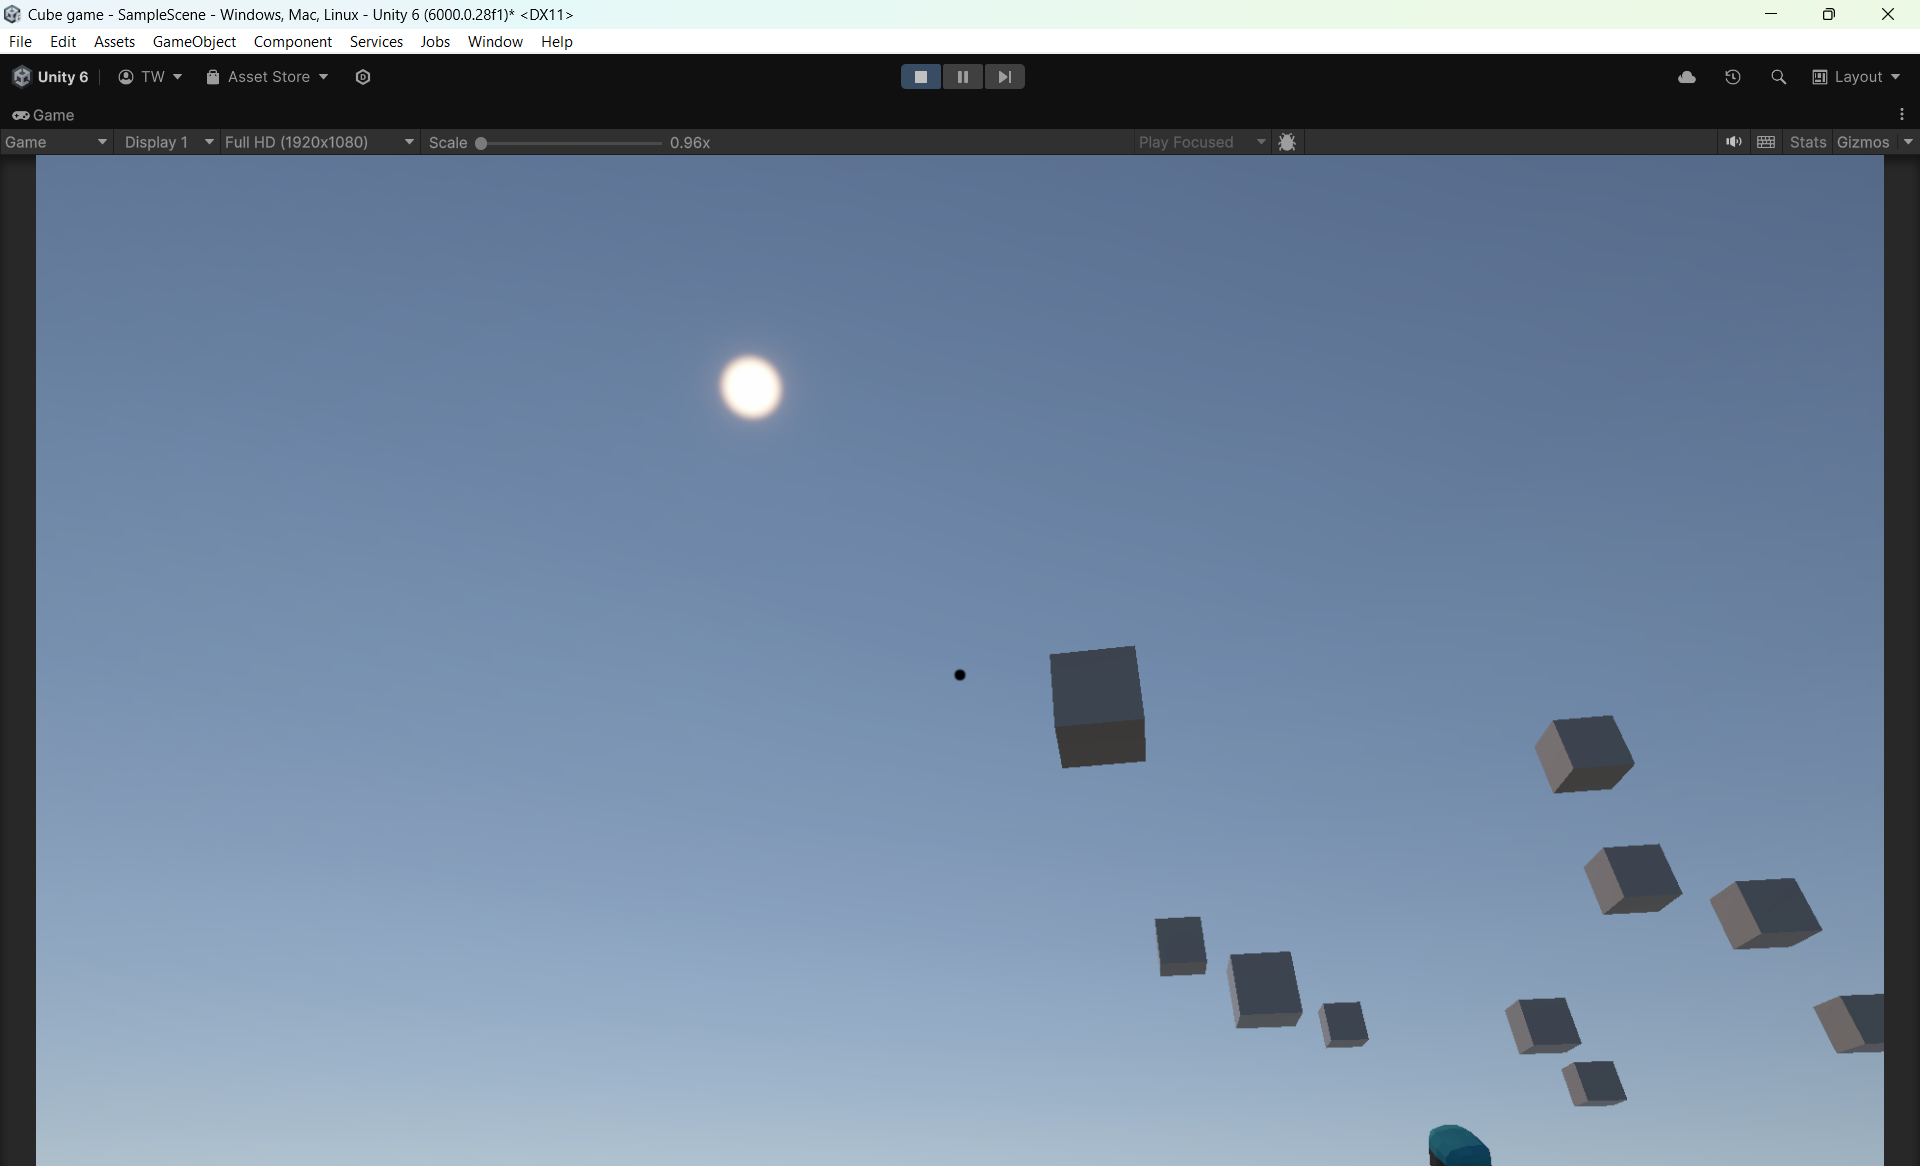 Cube game - SampleScene - Windows, Mac, Linux - Unity 6 (6000.0.28f1)* <DX11>
File Edit Assets GameObject Component Services Jobs Window Help
Unity 6 TW Asset Store Layout
Game
Game Display 1 Full HD (1920x1080) Scale 0.96x Play Focused Stats Gizmos